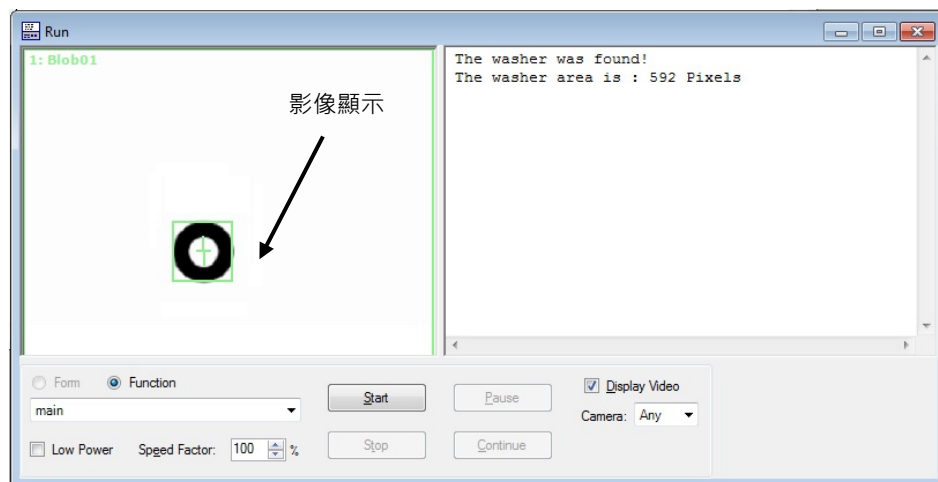 Run
1: Blob01
影像顯示
The washer was found!
The washer area is : 592 Pixels
Form
Function
main
Low Power
Speed Factor:
100
%
Start
Stop
Pause
Continue
Display Video
Camera:
Any